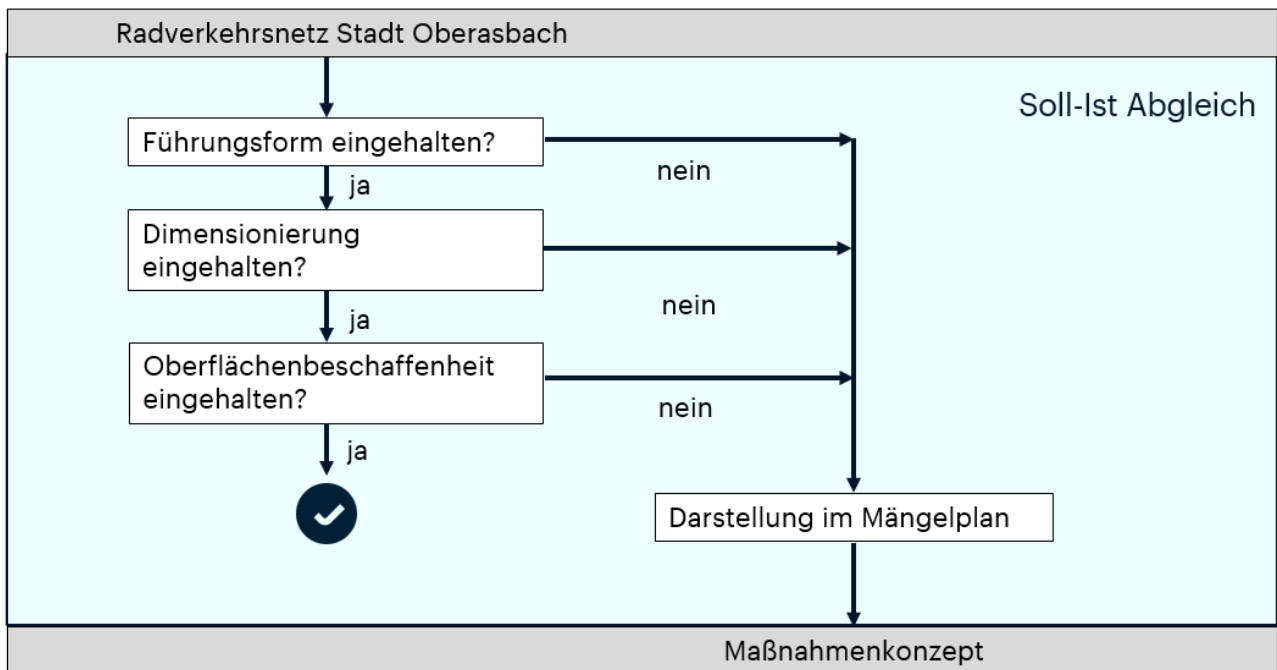 Radverkehrsnetz Stadt Oberasbach
Soll-Ist Abgleich
Führungsform eingehalten?
nein
ja
Dimensionierung
eingehalten?
nein
ja
Oberflächenbeschaffenheit
eingehalten?
nein
ja
Darstellung im Mängelplan
Maßnahmenkonzept